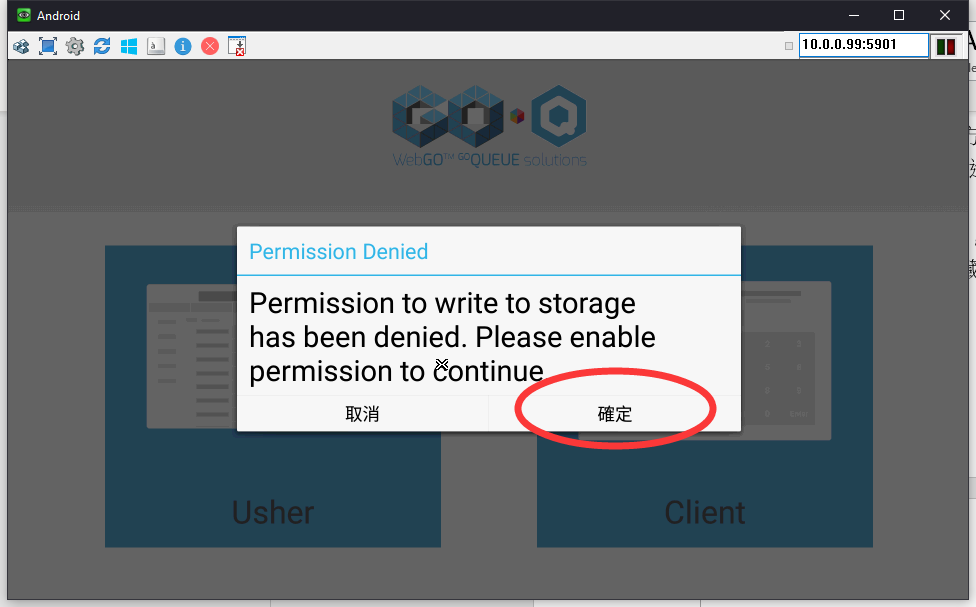 Android
10.0.0.99:5901
WebGO™ GOQUEUE solutions
Permission Denied
Permission to write to storage
has been denied. Please enable
permission to continue
取消
確定
Usher
Client